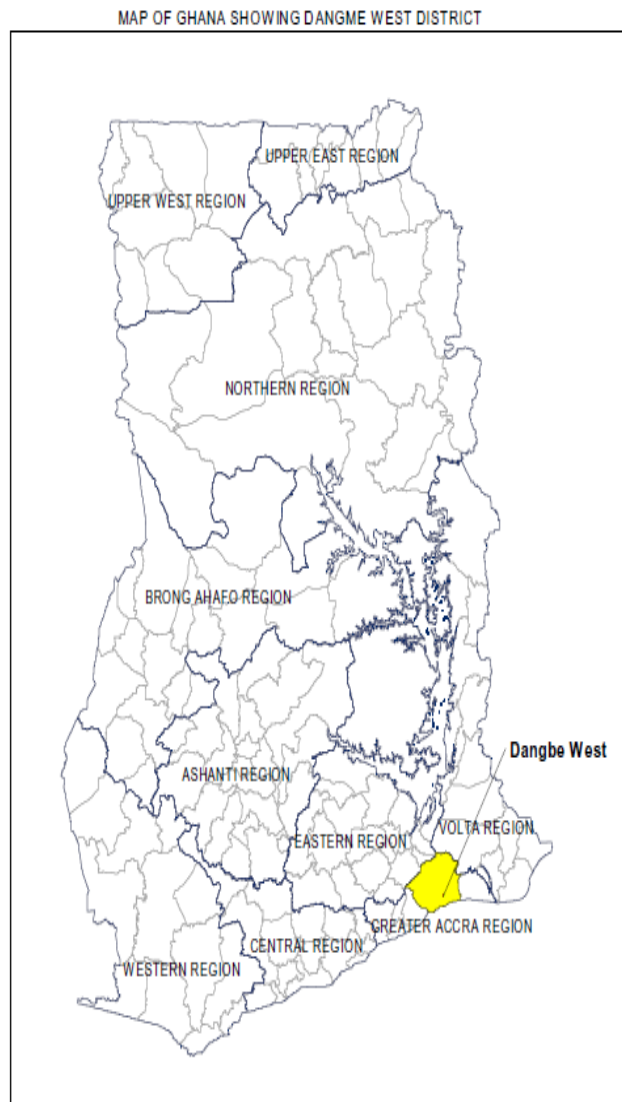 MAP OF GHANA SHOWING DANGME WEST DISTRICT
UPPER EAST REGION
UPPER WEST REGION
NORTHERN REGION
BRONG AHAFO REGION
Dangbe West
ASHANTI REGION
VOLTA REGION
EASTERN REGION
GREATER ACCRA REGION
CENTRAL REGION
WESTERN REGION